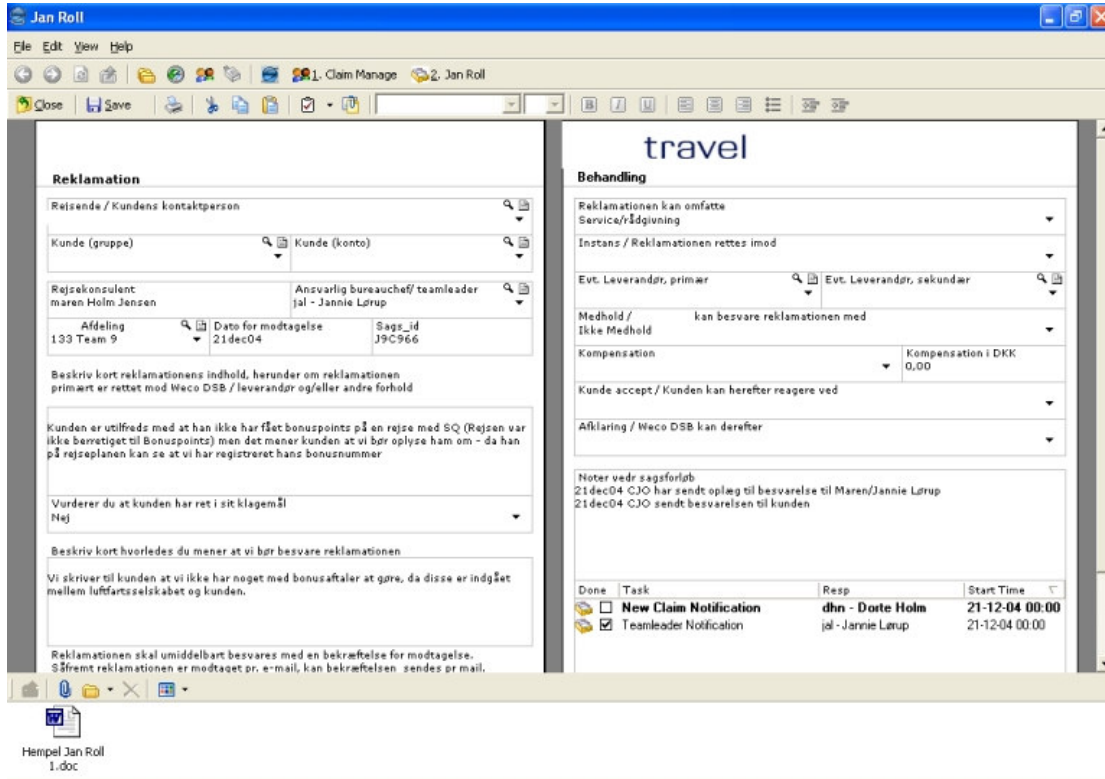 Jan Roll
File Edit View Help
1. Claim Manage 2. Jan Roll
Close Save
Reklamation
Rejsende / Kundens kontaktperson
Kunde (gruppe) Kunde (konto)
Rejsekonsulent Ansvarlig bureauchef/ teamleader
maren Holm Jensen jal - Jannie Lørup
Afdeling Dato for modtagelse Sags_id
133 Team 9 21dec04 J9C966
Beskriv kort reklamationens indhold, herunder om reklamationen
primært er rettet mod Weco DSB / leverandør og/eller andre forhold
Kunden er utilfreds med at han ikke har fået bonuspoints på en rejse med SQ (Rejsen var
ikke berretiget til Bonuspoints) men det mener kunden at vi bør oplyse ham om - da han
på rejseplanen kan se at vi har registreret hans bonusnummer
Vurderer du at kunden har ret i sit klagemål
Nej
Beskriv kort hvorledes du mener at vi bør besvare reklamationen
Vi skriver til kunden at vi ikke har noget med bonusaftaler at gøre, da disse er indgået
mellem luftfartsselskabet og kunden.
Reklamationen skal umiddelbart besvares med en bekræftelse for modtagelse.
Såfremt reklamationen er modtaget pr. e-mail, kan bekræftelsen sendes pr mail.
travel
Behandling
Reklamationen kan omfatte
Service/rådgivning
Instans / Reklamationen rettes imod
Evt. Leverandør, primær Evt. Leverandør, sekundær
Medhold / kan besvare reklamationen med
Ikke Medhold
Kompensation Kompensation i DKK
0,00
Kunde accept / Kunden kan herefter reagere ved
Afklaring / Weco DSB kan derefter
Noter vedr sagsforløb
21dec04 CJO har sendt oplæg til besvarelse til Maren/Jannie Lørup
21dec04 CJO sendt besvarelsen til kunden
Done Task Resp Start Time
New Claim Notification dhn - Dorte Holm 21-12-04 00:00
Teamleader Notification jal - Jannie Lørup 21-12-04 00:00
Hempel Jan Roll
1.doc